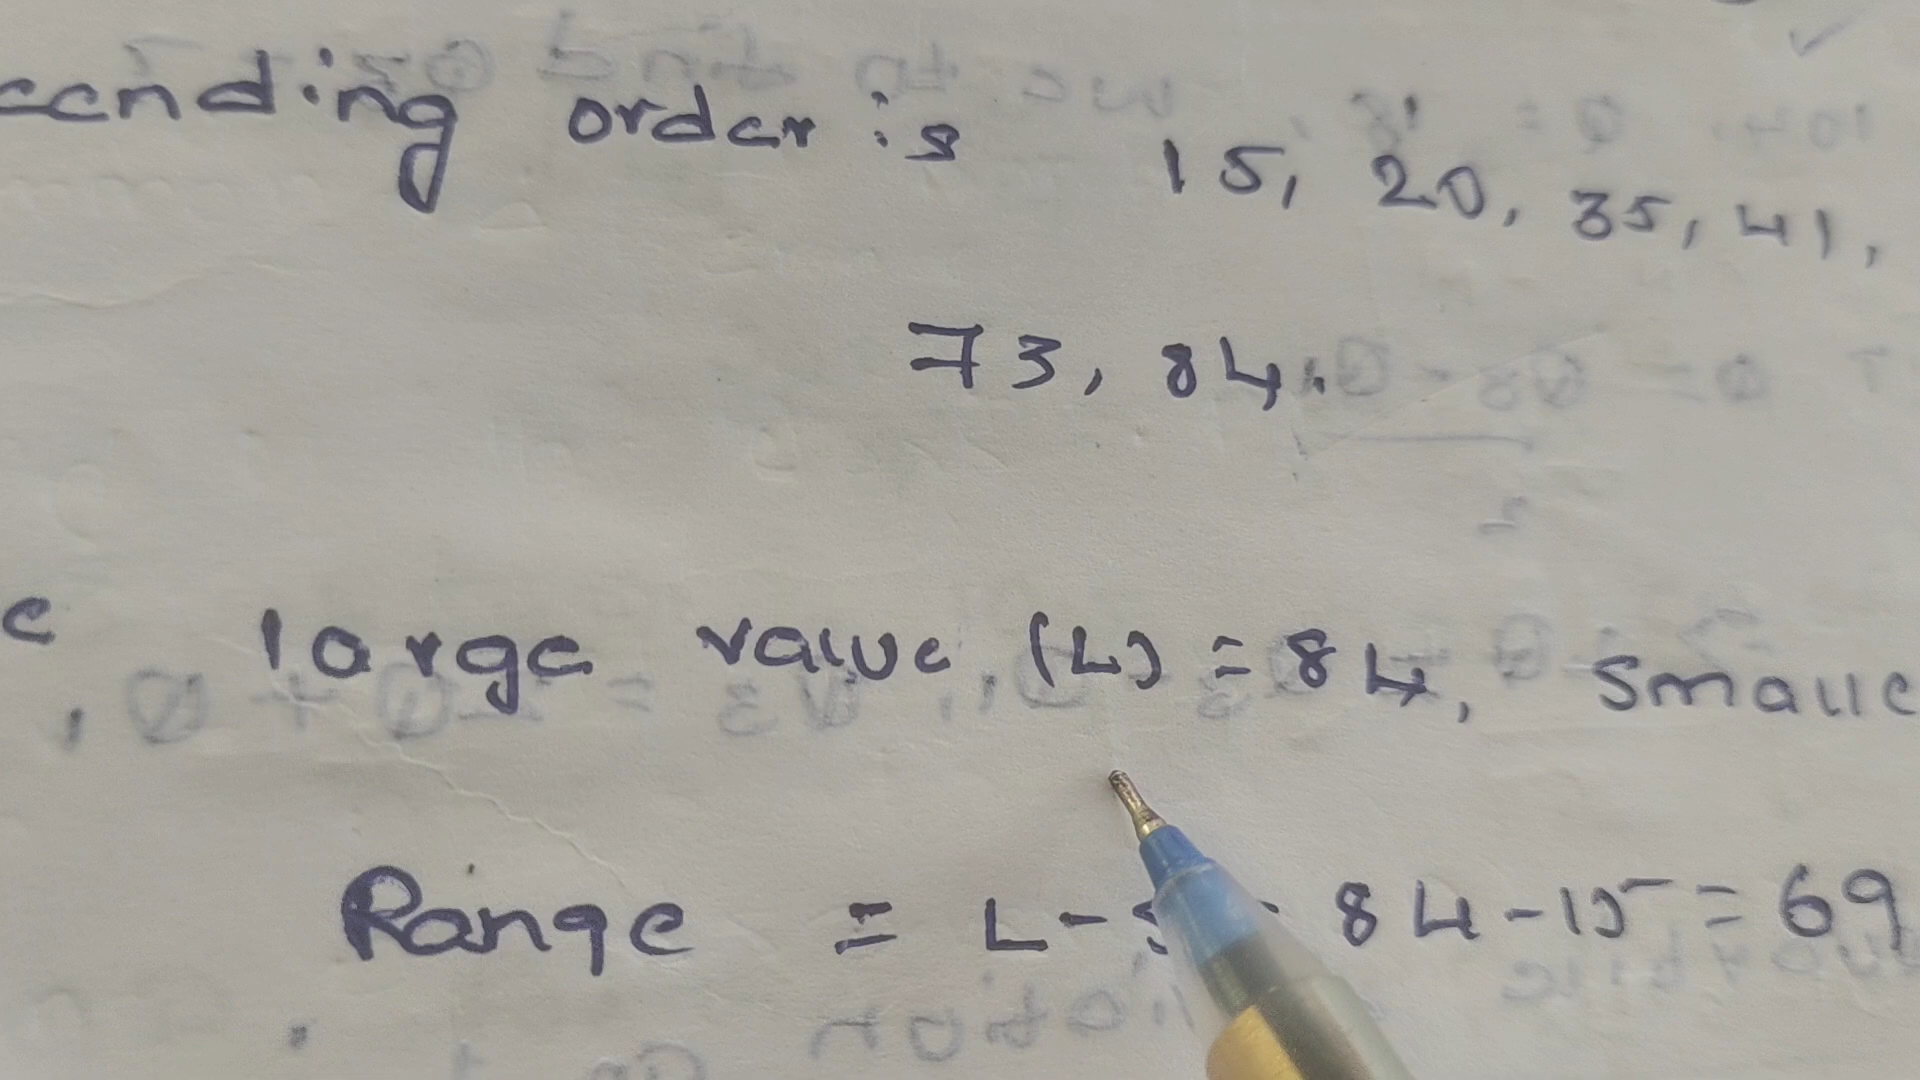 ending order is 15, 20, 35, 41,
73, 84.
large value (L) = 84, Smalle
Range = L - S = 84 - 15 = 69